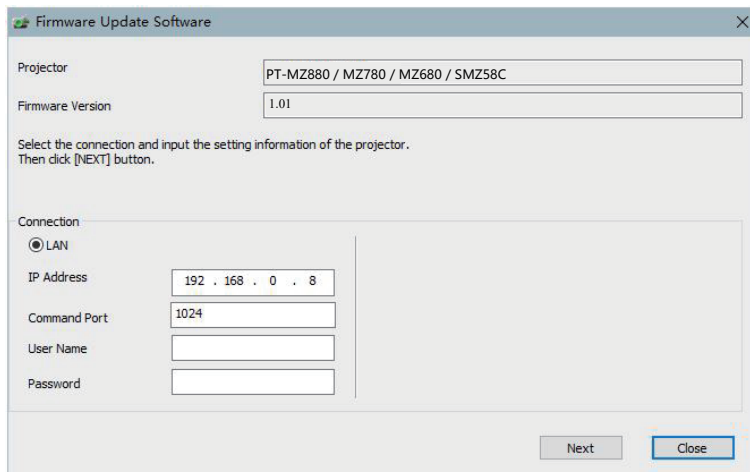 Firmware Update Software
Projector
PT-MZ880 / MZ780 / MZ680 / SMZ58C
Firmware Version
1.01
Select the connection and input the setting information of the projector.
Then click [NEXT] button.
Connection
LAN
IP Address
192 . 168 . 0 . 8
Command Port
1024
User Name
Password
Next
Close